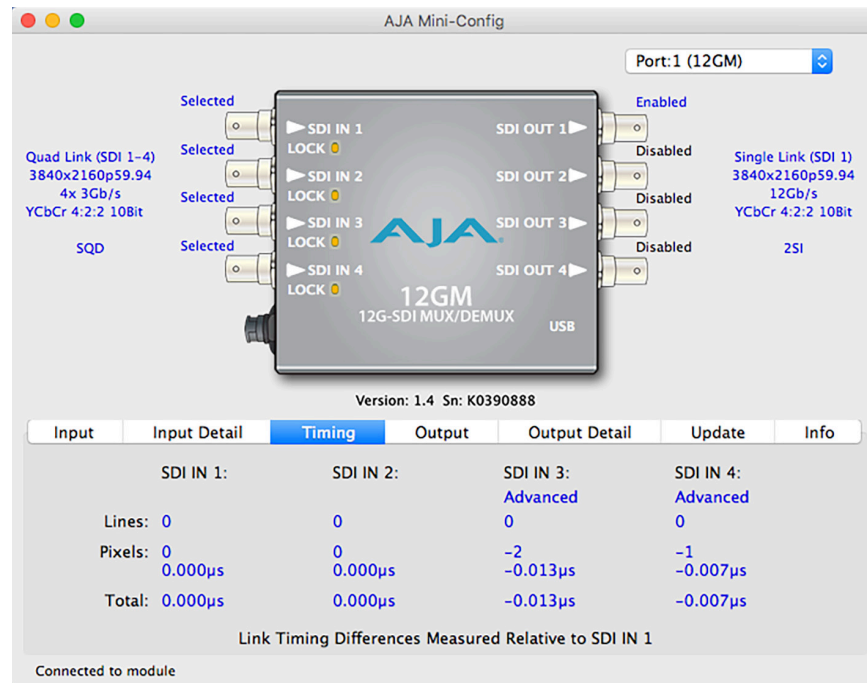 AJA Mini-Config
Port:1 (12GM)
Selected
Enabled
SDI IN 1
SDI OUT 1
LOCK
Quad Link (SDI 1-4)
3840x2160p59.94
4x 3Gb/s
YCbCr 4:2:2 10Bit
SQD
Selected
Disabled
SDI IN 2
SDI OUT 2
LOCK
Single Link (SDI 1)
3840x2160p59.94
12Gb/s
YCbCr 4:2:2 10Bit
2SI
Selected
Disabled
SDI IN 3
SDI OUT 3
LOCK
AJA
Selected
Disabled
SDI IN 4
SDI OUT 4
LOCK
12GM
12G-SDI MUX/DEMUX
USB
Version: 1.4 Sn: K0390888
Input Input Detail Timing Output Output Detail Update Info
SDI IN 1: SDI IN 2: SDI IN 3: SDI IN 4:
Advanced Advanced
Lines: 0 0 0 0
Pixels: 0 0 -2 -1
0.000µs 0.000µs -0.013µs -0.007µs
Total: 0.000µs 0.000µs -0.013µs -0.007µs
Link Timing Differences Measured Relative to SDI IN 1
Connected to module